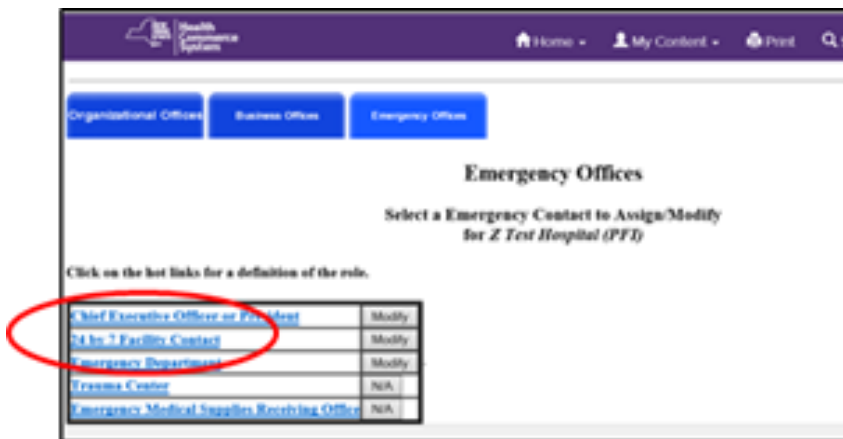 Health
Commerce
System
Home
My Content
Print
Organizational Offices
Business Offices
Emergency Offices
Emergency Offices
Select a Emergency Contact to Assign/Modify
for Z Test Hospital (PFI)
Click on the hot links for a definition of the role.
Chief Executive Officer or President Modify
24 by 7 Facility Contact Modify
Emergency Department Modify
Trauma Center N/A
Emergency Medical Supplies Receiving Office N/A